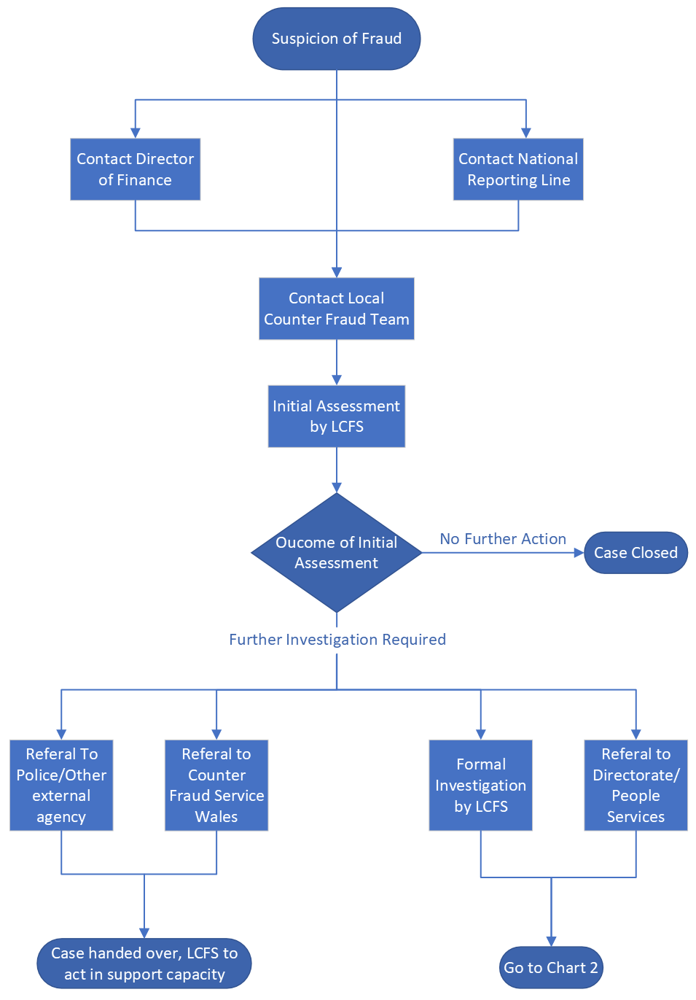 Suspicion of Fraud
Contact Director
of Finance
Contact National
Reporting Line
Contact Local
Counter Fraud Team
Initial Assessment
by LCFS
Oucome of Initial
Assessment
No Further Action
Case Closed
Further Investigation Required
Referal To
Police/Other
external
agency
Referal to
Counter
Fraud Service
Wales
Formal
Investigation
by LCFS
Referal to
Directorate/
People
Services
Case handed over, LCFS to
act in support capacity
Go to Chart 2